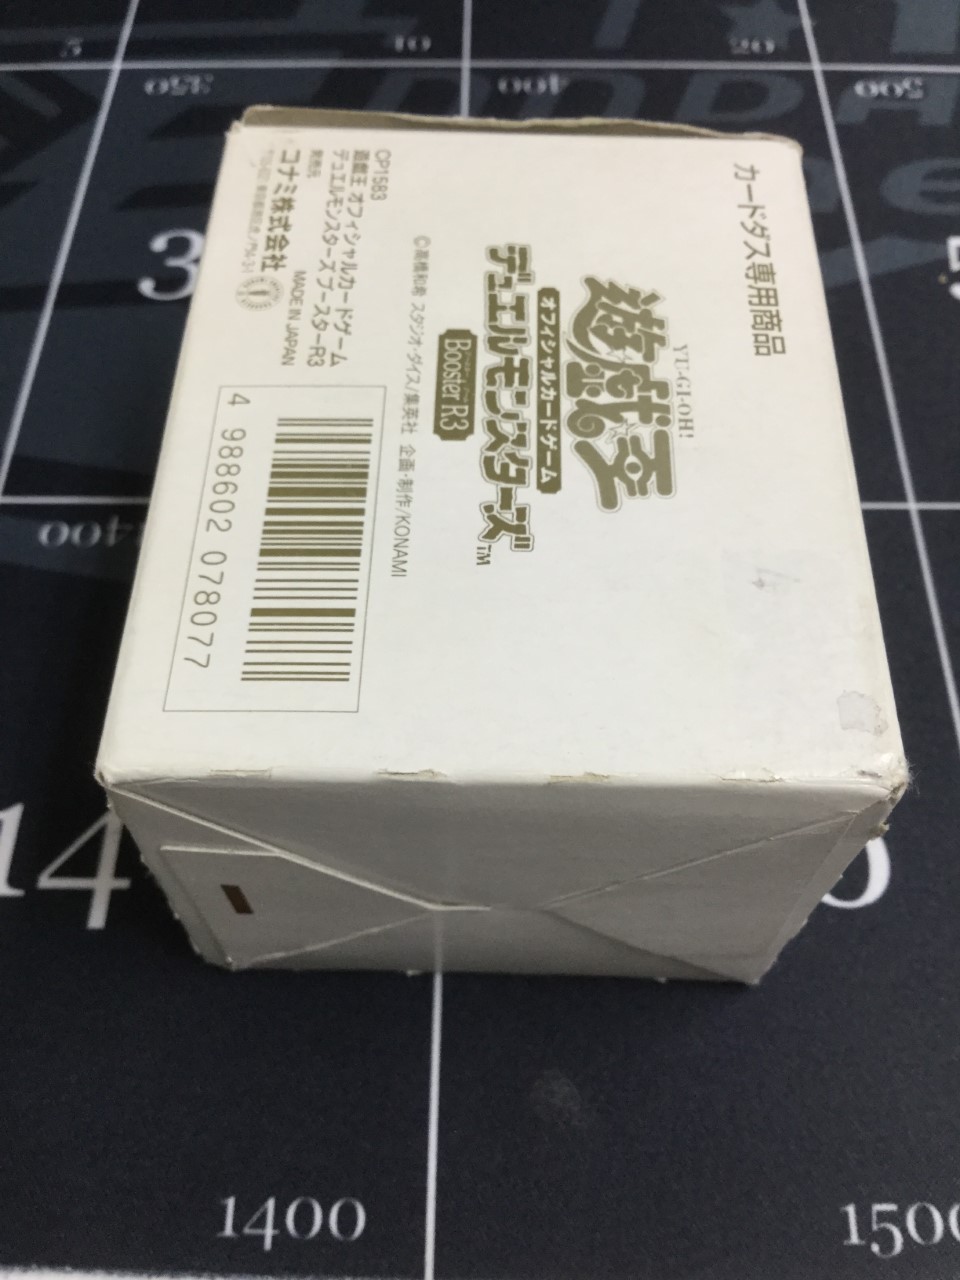 カードダス専用商品
YU-GI-OH!
遊戯王
オフィシャルカードゲーム
デュエルモンスターズ™
Booster R3
©高橋和希 スタジオ・ダイス/集英社 企画・制作/KONAMI
CP1583
遊戯王 オフィシャルカードゲーム
デュエルモンスターズ ブースターR3
発売元
コナミ株式会社
MADE IN JAPAN
4 988602 078077
350
400
500
1400
1500